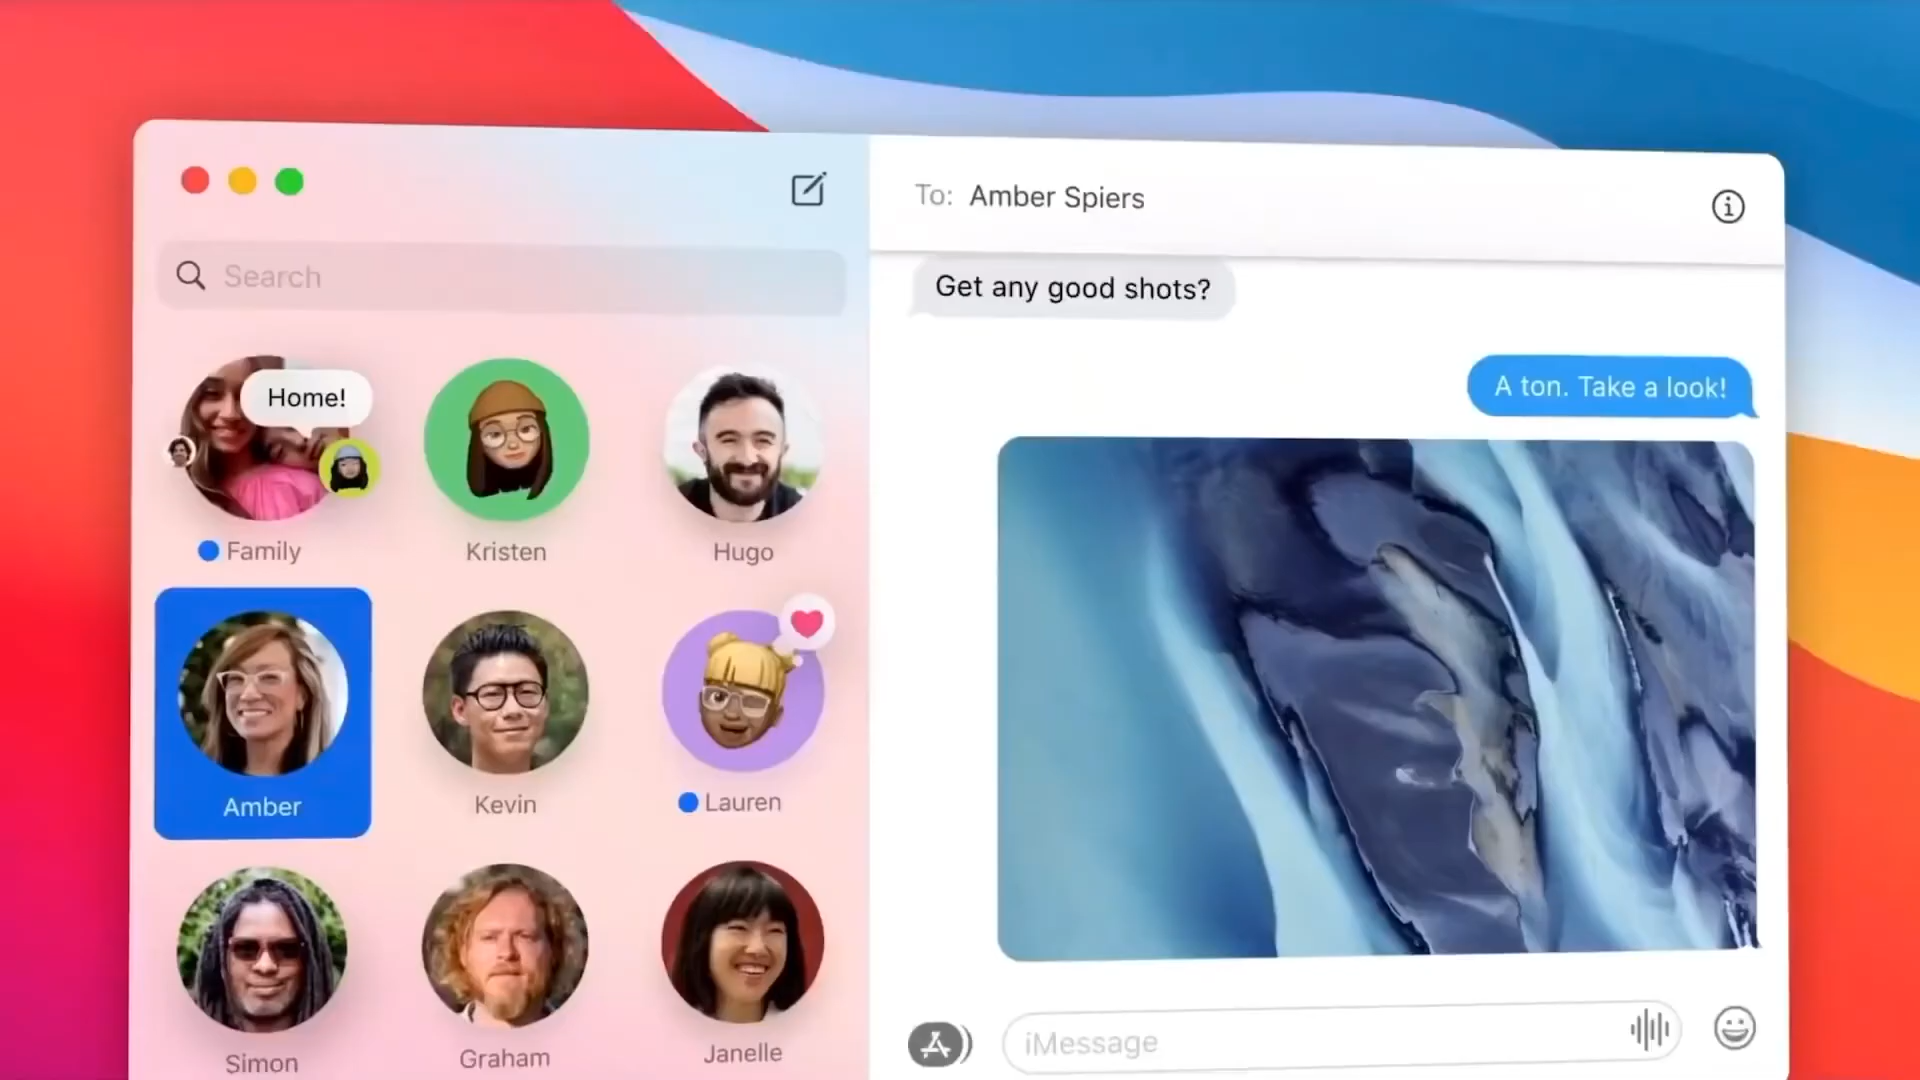 To: Amber Spiers
Search
Get any good shots?
A ton. Take a look!
Home!
Family
Kristen
Hugo
Amber
Kevin
Lauren
Simon
Graham
Janelle
iMessage